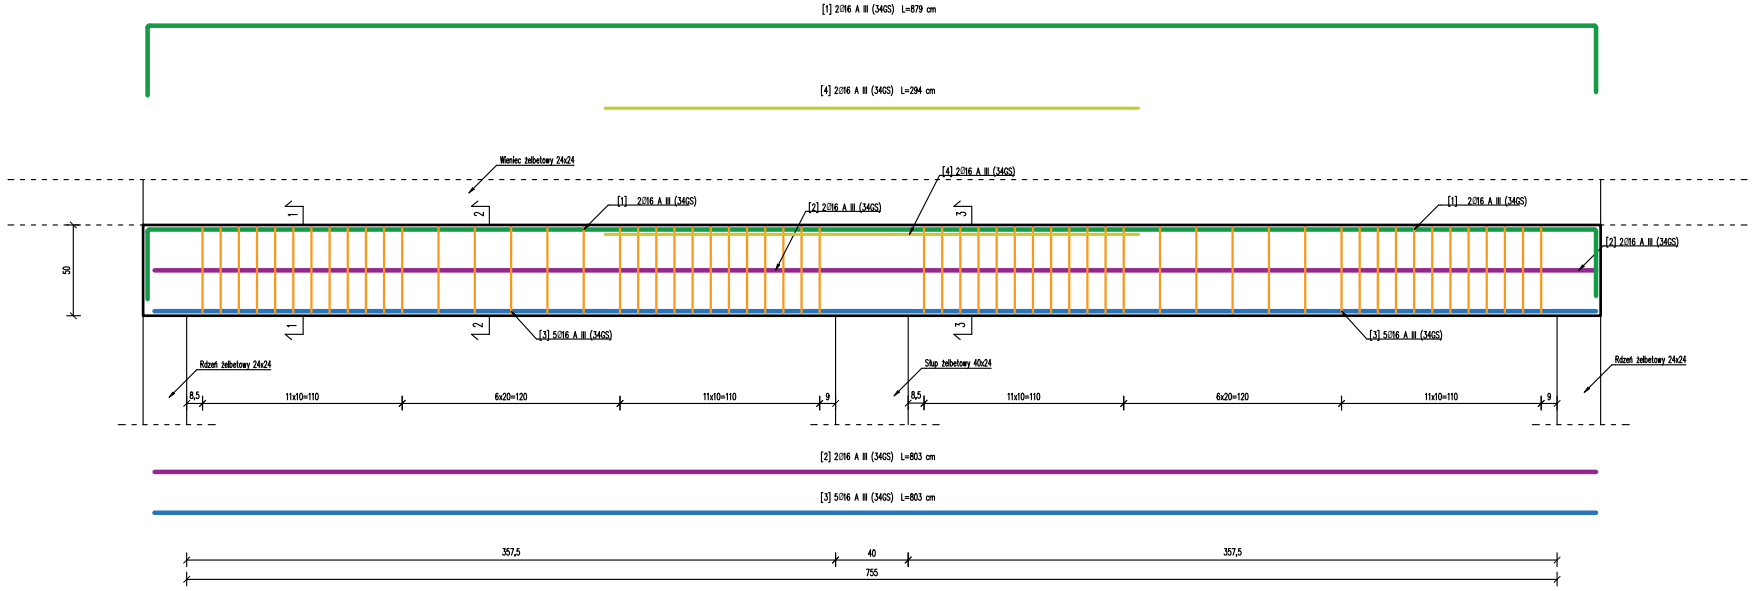 [1] 2Ø16 A III (34GS) L=879 cm
[4] 2Ø16 A III (34GS) L=294 cm
Wieniec żelbetowy 24x24
[4] 2Ø16 A III (34GS)
[1] 2Ø16 A III (34GS)
[2] 2Ø16 A III (34GS)
[1] 2Ø16 A III (34GS)
1
2
3
[2] 2Ø16 A III (34GS)
50
1
2
3
[3] 5Ø16 A III (34GS)
[3] 5Ø16 A III (34GS)
Rdzeń żelbetowy 24x24
Słup żelbetowy 40x24
Rdzeń żelbetowy 24x24
8,5 11x10=110 6x20=120 11x10=110 9 8,5 11x10=110 6x20=120 11x10=110 9
[2] 2Ø16 A III (34GS) L=803 cm
[3] 5Ø16 A III (34GS) L=803 cm
357,5 40 357,5
755